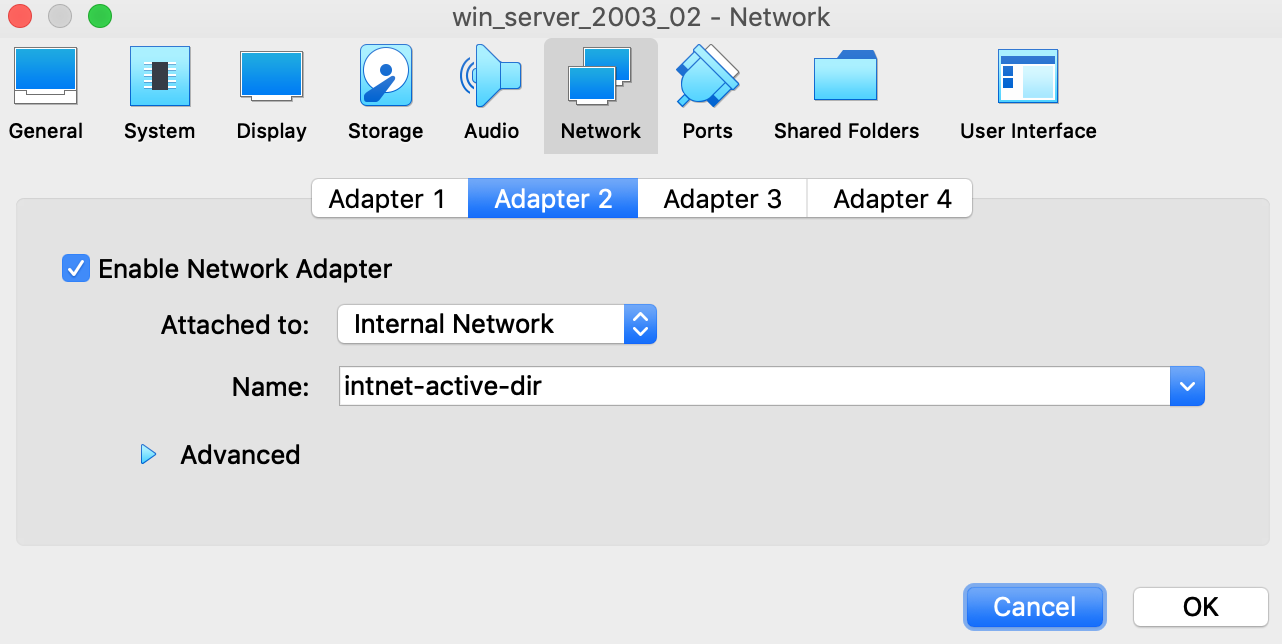 win_server_2003_02 - Network
General System Display Storage Audio Network Ports Shared Folders User Interface
Adapter 1 Adapter 2 Adapter 3 Adapter 4
Enable Network Adapter
Attached to: Internal Network
Name: intnet-active-dir
Advanced
Cancel OK